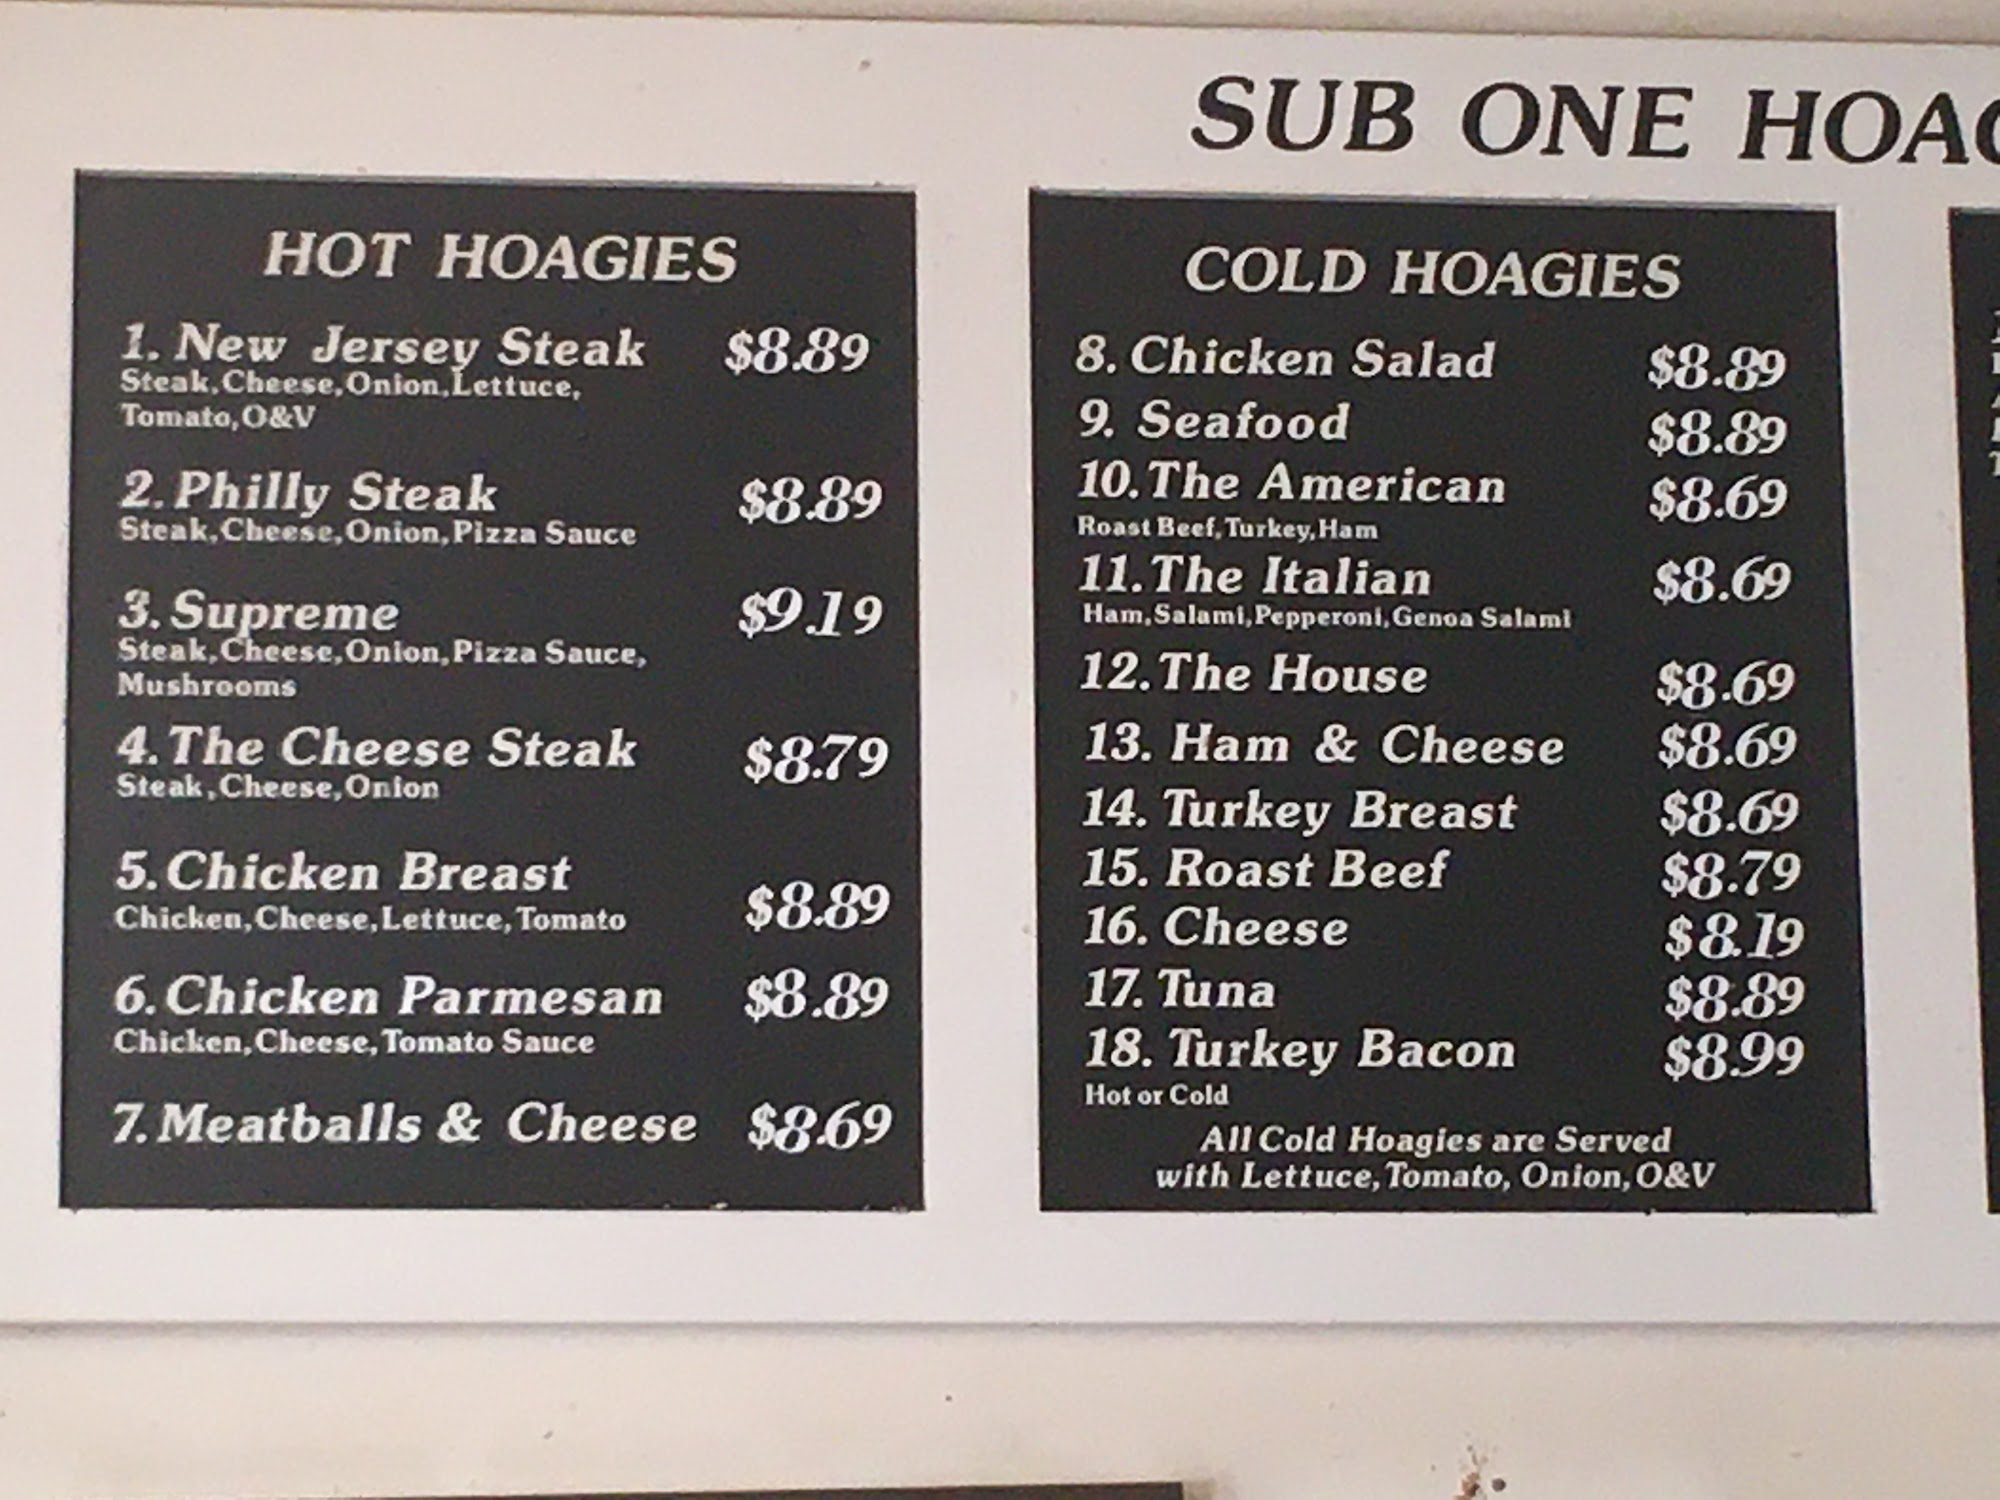 SUB ONE HOAG
HOT HOAGIES
1. New Jersey Steak $8.89
Steak,Cheese,Onion,Lettuce,
Tomato,O&V
2. Philly Steak $8.89
Steak,Cheese,Onion,Pizza Sauce
3. Supreme $9.19
Steak,Cheese,Onion,Pizza Sauce,
Mushrooms
4. The Cheese Steak $8.79
Steak,Cheese,Onion
5. Chicken Breast $8.89
Chicken,Cheese,Lettuce,Tomato
6. Chicken Parmesan $8.89
Chicken,Cheese,Tomato Sauce
7. Meatballs & Cheese $8.69
COLD HOAGIES
8. Chicken Salad $8.89
9. Seafood $8.89
10. The American $8.69
Roast Beef,Turkey,Ham
11. The Italian $8.69
Ham,Salami,Pepperoni,Genoa Salami
12. The House $8.69
13. Ham & Cheese $8.69
14. Turkey Breast $8.69
15. Roast Beef $8.79
16. Cheese $8.19
17. Tuna $8.89
18. Turkey Bacon $8.99
Hot or Cold
All Cold Hoagies are Served
with Lettuce,Tomato, Onion,O&V